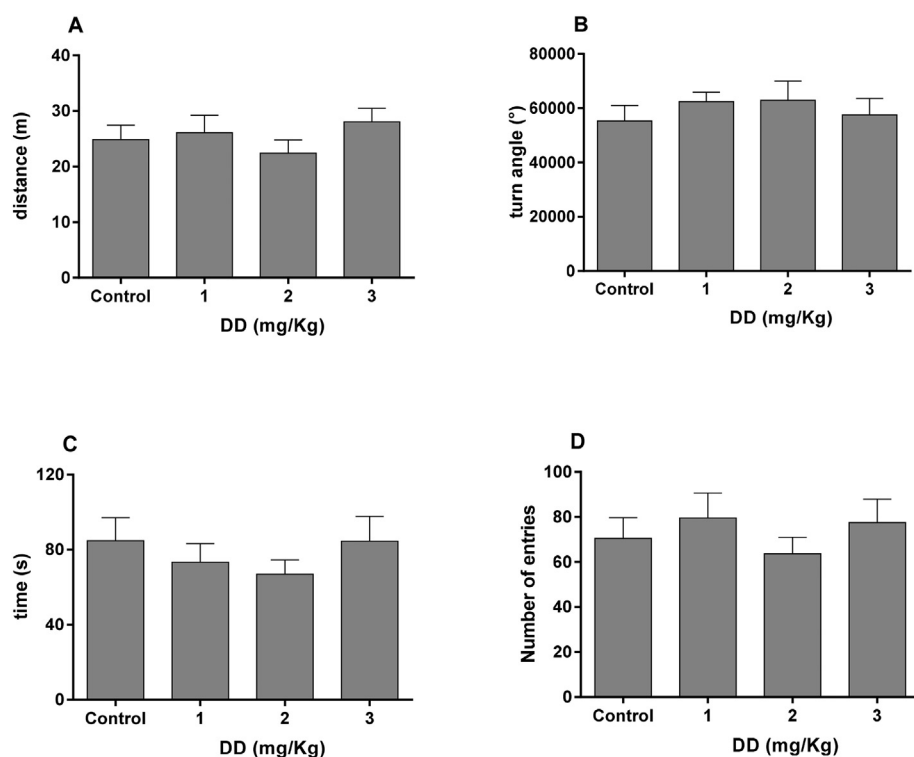 A
distance (m)
40
30
20
10
0
Control 1 2 3
DD (mg/Kg)
B
turn angle (°)
80000
60000
40000
20000
0
Control 1 2 3
DD (mg/Kg)
C
time (s)
120
80
40
0
Control 1 2 3
DD (mg/Kg)
D
Number of entries
100
80
60
40
20
0
Control 1 2 3
DD (mg/Kg)